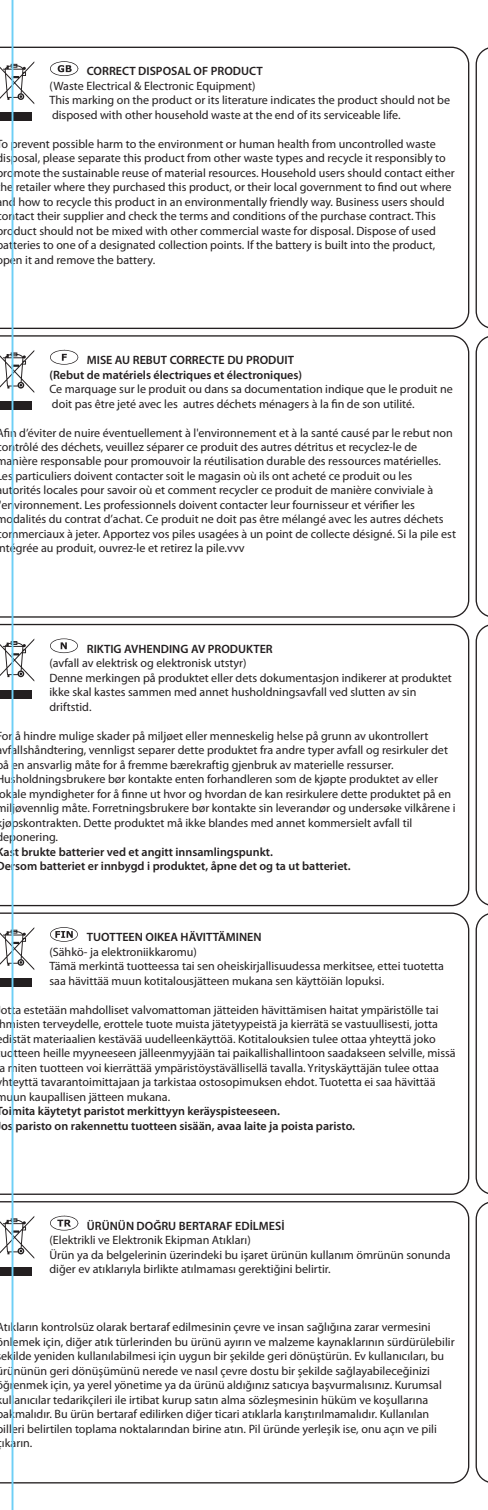 GB CORRECT DISPOSAL OF PRODUCT
(Waste Electrical & Electronic Equipment)
This marking on the product or its literature indicates the product should not be
disposed with other household waste at the end of its serviceable life.
To prevent possible harm to the environment or human health from uncontrolled waste
disposal, please separate this product from other waste types and recycle it responsibly to
promote the sustainable reuse of material resources. Household users should contact either
the retailer where they purchased this product, or their local government to find out where
and how to recycle this product in an environmentally friendly way. Business users should
contact their supplier and check the terms and conditions of the purchase contract. This
product should not be mixed with other commercial waste for disposal. Dispose of used
batteries to one of a designated collection points. If the battery is built into the product,
open it and remove the battery.
F MISE AU REBUT CORRECTE DU PRODUIT
(Rebut de matériels électriques et électroniques)
Ce marquage sur le produit ou dans sa documentation indique que le produit ne
doit pas être jeté avec les autres déchets ménagers à la fin de son utilité.
Afin d'éviter de nuire éventuellement à l'environnement et à la santé causé par le rebut non
contrôlé des déchets, veuillez séparer ce produit des autres détritus et recyclez-le de
manière responsable pour promouvoir la réutilisation durable des ressources matérielles.
Les particuliers doivent contacter soit le magasin où ils ont acheté ce produit ou les
autorités locales pour savoir où et comment recycler ce produit de manière conviviale à
l'environnement. Les professionnels doivent contacter leur fournisseur et vérifier les
modalités du contrat d'achat. Ce produit ne doit pas être mélangé avec les autres déchets
commerciaux à jeter. Apportez vos piles usagées à un point de collecte désigné. Si la pile est
intégrée au produit, ouvrez-le et retirez la pile.vvv
N RIKTIG AVHENDING AV PRODUKTER
(avfall av elektrisk og elektronisk utstyr)
Denne merkingen på produktet eller dets dokumentasjon indikerer at produktet
ikke skal kastes sammen med annet husholdningsavfall ved slutten av sin
driftstid.
For å hindre mulige skader på miljøet eller menneskelig helse på grunn av ukontrollert
avfallshåndtering, vennligst separer dette produktet fra andre typer avfall og resirkuler det
på en ansvarlig måte for å fremme bærekraftig gjenbruk av materielle ressurser.
Husholdningsbrukere bør kontakte enten forhandleren som de kjøpte produktet av eller
lokale myndigheter for å finne ut hvor og hvordan de kan resirkulere dette produktet på en
miljøvennlig måte. Forretningsbrukere bør kontakte sin leverandør og undersøke vilkårene i
kjøpskontrakten. Dette produktet må ikke blandes med annet kommersielt avfall til
deponering.
Kast brukte batterier ved et angitt innsamlingspunkt.
Dersom batteriet er innbygd i produktet, åpne det og ta ut batteriet.
FIN TUOTTEEN OIKEA HÄVITTÄMINEN
(Sähkö- ja elektroniikkaromu)
Tämä merkintä tuotteessa tai sen oheiskirjallisuudessa merkitsee, ettei tuotetta
saa hävittää muun kotitalousjätteen mukana sen käyttöiän lopuksi.
Jotta estetään mahdolliset valvomattoman jätteiden hävittämisen haitat ympäristölle tai
ihmisten terveydelle, erottele tuote muista jätetyypeistä ja kierrätä se vastuullisesti, jotta
edistät materiaalien kestävää uudelleenkäyttöä. Kotitalouksien tulee ottaa yhteyttä joko
tuotteen heille myyneeseen jälleenmyyjään tai paikallishallintoon saadakseen selville, missä
ja miten tuotteen voi kierrättää ympäristöystävällisellä tavalla. Yrityskäyttäjän tulee ottaa
yhteyttä tavarantoimittajaan ja tarkistaa ostosopimuksen ehdot. Tuotetta ei saa hävittää
muun kaupallisen jätteen mukana.
Toimita käytetyt paristot merkittyyn keräyspisteeseen.
Jos paristo on rakennettu tuotteen sisään, avaa laite ja poista paristo.
TR ÜRÜNÜN DOĞRU BERTARAF EDİLMESİ
(Elektrikli ve Elektronik Ekipman Atıkları)
Ürün ya da belgelerinin üzerindeki bu işaret ürünün kullanım ömrünün sonunda
diğer ev atıklarıyla birlikte atılmaması gerektiğini belirtir.
Atıkların kontrolsüz olarak bertaraf edilmesinin çevre ve insan sağlığına zarar vermesini
önlemek için, diğer atık türlerinden bu ürünü ayırın ve malzeme kaynaklarının sürdürülebilir
şekilde yeniden kullanılabilmesi için uygun bir şekilde geri dönüştürün. Ev kullanıcıları, bu
ürününün geri dönüşümünü nerede ve nasıl çevre dostu bir şekilde sağlayabileceğinizi
öğrenmek için, ya yerel yönetime ya da ürünü aldığınız satıcıya başvurmalısınız. Kurumsal
kullanıcılar tedarikçileri ile irtibat kurup satın alma sözleşmesinin hüküm ve koşullarına
bakmalıdır. Bu ürün bertaraf edilirken diğer ticari atıklarla karıştırılmamalıdır. Kullanılan
pilleri belirtilen toplama noktalarından birine atın. Pil üründe yerleşik ise, onu açın ve pili
çıkarın.